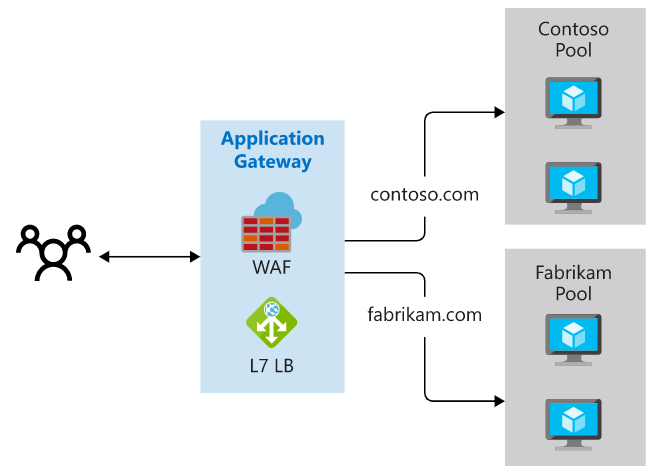 Application
Gateway
WAF
L7 LB
contoso.com
fabrikam.com
Contoso
Pool
Fabrikam
Pool